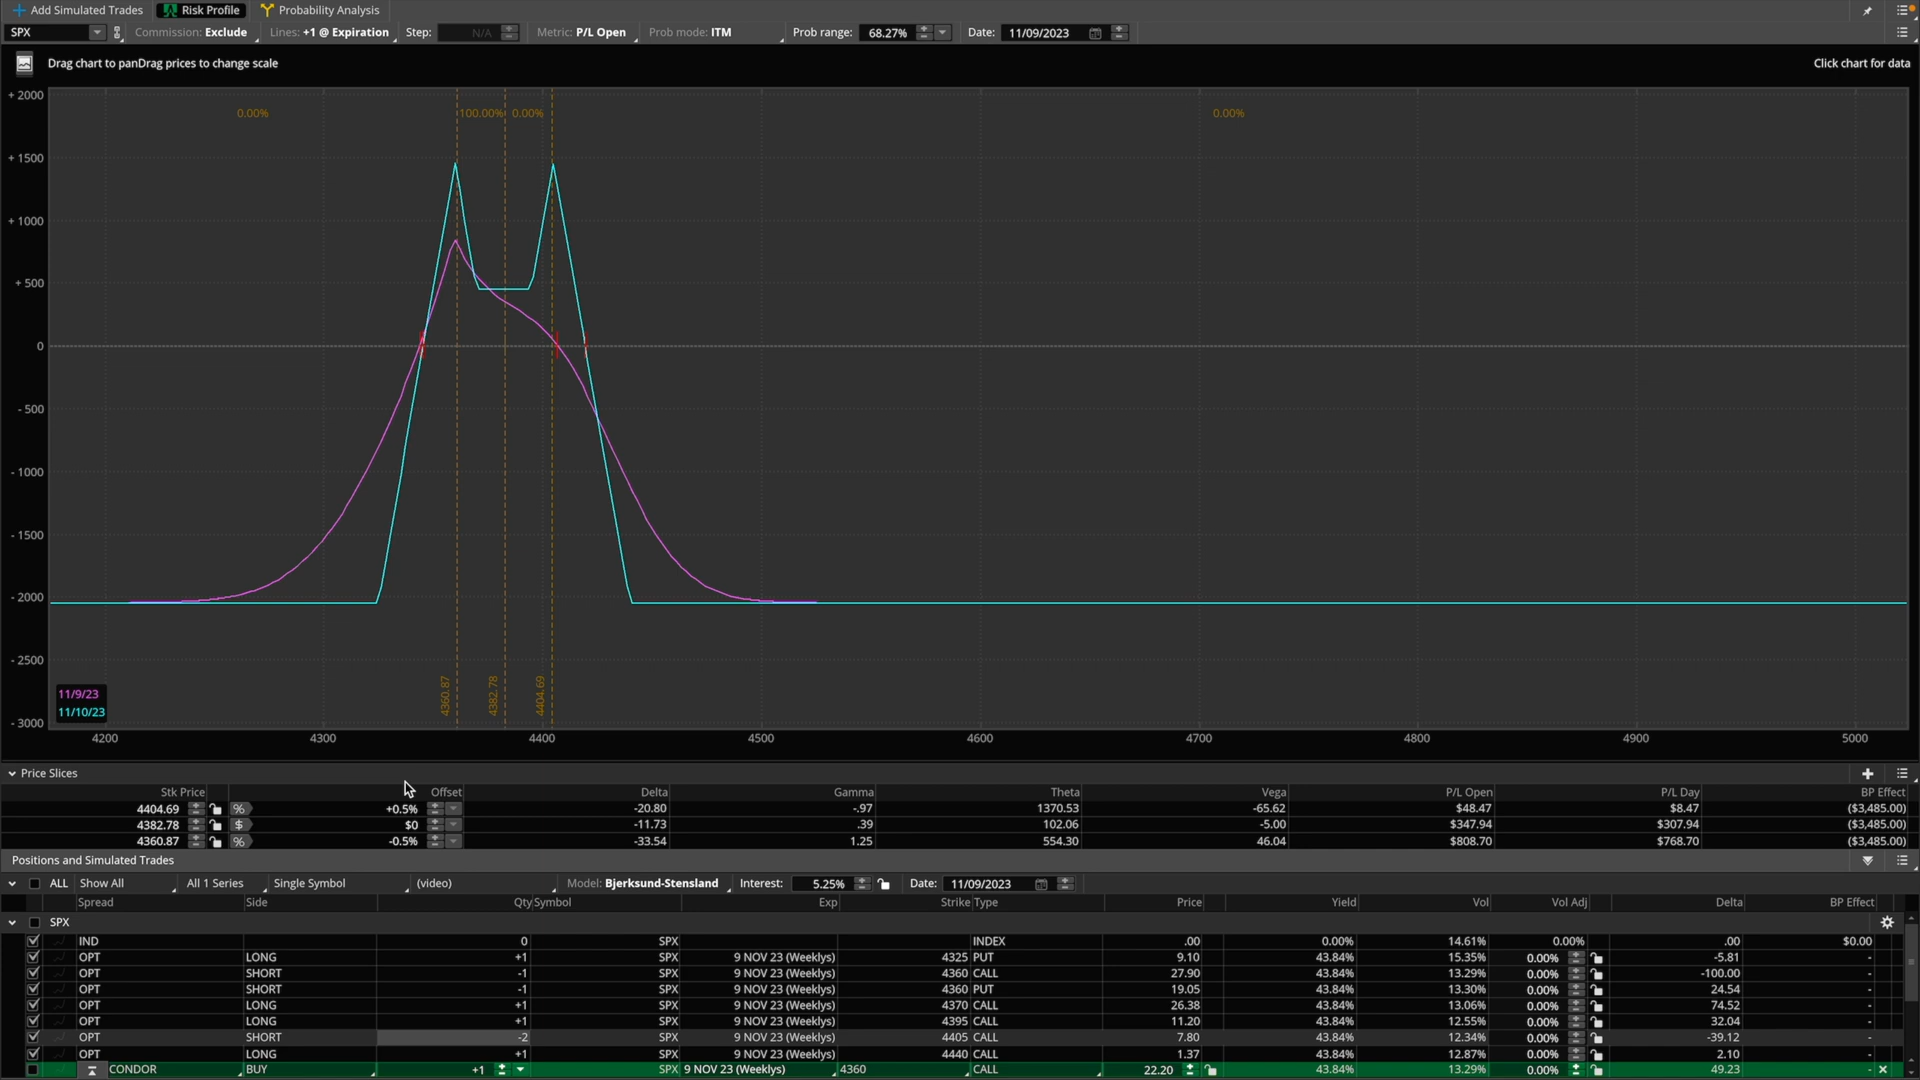 Add Simulated Trades Risk Profile Probability Analysis
SPX Commission: Exclude Lines: +1 @ Expiration Step: N/A Metric: P/L Open Prob mode: ITM Prob range: 68.27% Date: 11/09/2023
Drag chart to panDrag prices to change scale Click chart for data
+ 2000
0.00% 100.00% 0.00% 0.00%
+ 1500
+ 1000
+ 500
0
- 500
- 1000
- 1500
- 2000
- 2500
4360.87 4382.78 4404.69
11/9/23
11/10/23
- 3000
4200 4300 4400 4500 4600 4700 4800 4900 5000
Price Slices
Stk Price Offset Delta Gamma Theta Vega P/L Open P/L Day BP Effect
4404.69 % +0.5% -20.80 -.97 1370.53 -65.62 $48.47 $8.47 ($3,485.00)
4382.78 $ $0 -11.73 .39 102.06 -5.00 $347.94 $307.94 ($3,485.00)
4360.87 % -0.5% -33.54 1.25 554.30 46.04 $808.70 $768.70 ($3,485.00)
Positions and Simulated Trades
ALL Show All All 1 Series Single Symbol (video) Model: Bjerksund-Stensland Interest: 5.25% Date: 11/09/2023
Spread Side Qty Symbol Exp Strike Type Price Yield Vol Vol Adj Delta BP Effect
SPX
IND 0 SPX INDEX .00 0.00% 14.61% 0.00% .00 $0.00
OPT LONG +1 SPX 9 NOV 23 (Weeklys) 4325 PUT 9.10 43.84% 15.35% 0.00% -5.81 -
OPT SHORT -1 SPX 9 NOV 23 (Weeklys) 4360 CALL 27.90 43.84% 13.29% 0.00% -100.00 -
OPT SHORT -1 SPX 9 NOV 23 (Weeklys) 4360 PUT 19.05 43.84% 13.30% 0.00% 24.54 -
OPT LONG +1 SPX 9 NOV 23 (Weeklys) 4370 CALL 26.38 43.84% 13.06% 0.00% 74.52 -
OPT LONG +1 SPX 9 NOV 23 (Weeklys) 4395 CALL 11.20 43.84% 12.55% 0.00% 32.04 -
OPT SHORT -2 SPX 9 NOV 23 (Weeklys) 4405 CALL 7.80 43.84% 12.34% 0.00% -39.12 -
OPT LONG +1 SPX 9 NOV 23 (Weeklys) 4440 CALL 1.37 43.84% 12.87% 0.00% 2.10 -
CONDOR BUY +1 SPX 9 NOV 23 (Weeklys) 4360 CALL 22.20 43.84% 13.29% 0.00% 49.23 -